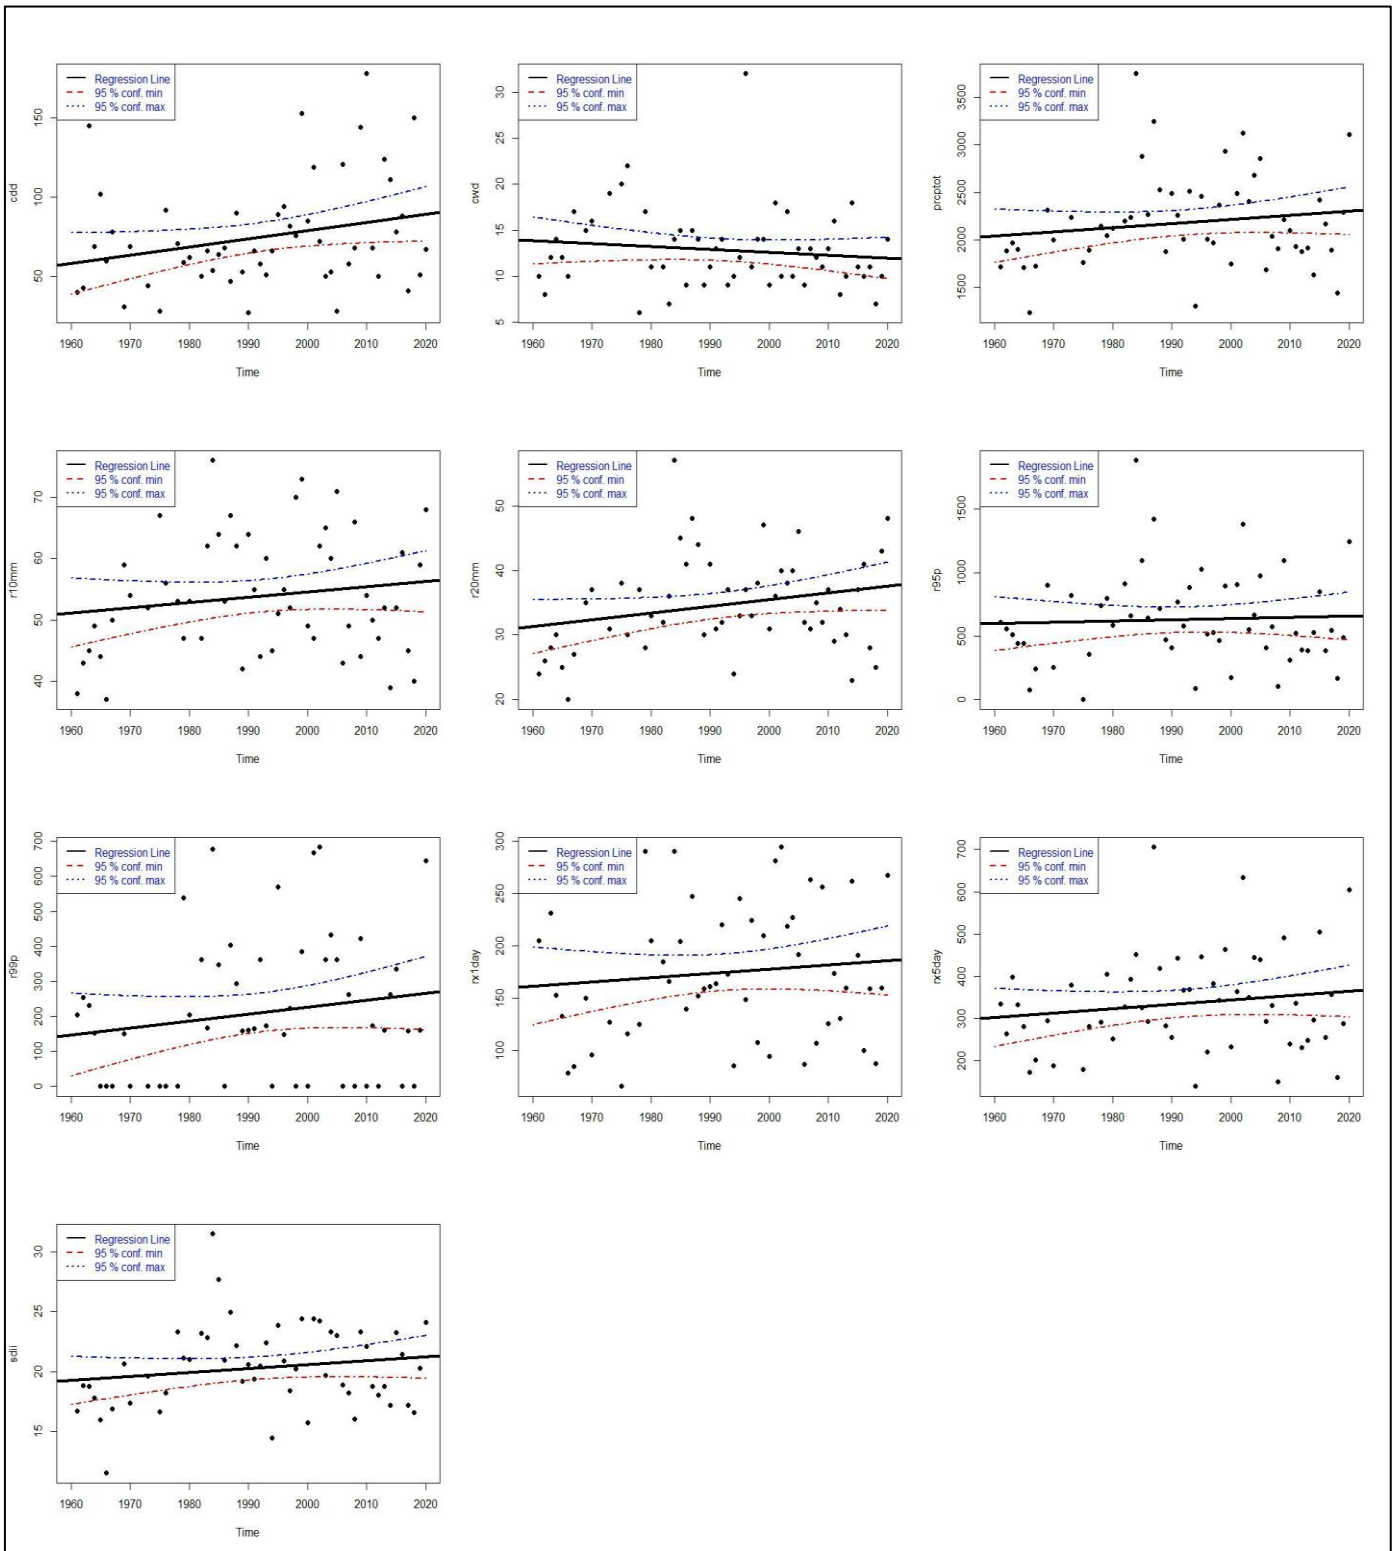 Regression Line
95 % conf. min
95 % conf. max
cdd
150
100
50
1960 1970 1980 1990 2000 2010 2020
Time
Regression Line
95 % conf. min
95 % conf. max
cwd
30
25
20
15
10
5
1960 1970 1980 1990 2000 2010 2020
Time
Regression Line
95 % conf. min
95 % conf. max
prcptot
3500
3000
2500
2000
1500
1960 1970 1980 1990 2000 2010 2020
Time
Regression Line
95 % conf. min
95 % conf. max
r10mm
70
60
50
40
1960 1970 1980 1990 2000 2010 2020
Time
Regression Line
95 % conf. min
95 % conf. max
r20mm
50
40
30
20
1960 1970 1980 1990 2000 2010 2020
Time
Regression Line
95 % conf. min
95 % conf. max
r95p
1500
1000
500
0
1960 1970 1980 1990 2000 2010 2020
Time
Regression Line
95 % conf. min
95 % conf. max
r99p
700
600
500
400
300
200
100
0
1960 1970 1980 1990 2000 2010 2020
Time
Regression Line
95 % conf. min
95 % conf. max
rx1day
300
250
200
150
100
1960 1970 1980 1990 2000 2010 2020
Time
Regression Line
95 % conf. min
95 % conf. max
rx5day
700
600
500
400
300
200
1960 1970 1980 1990 2000 2010 2020
Time
Regression Line
95 % conf. min
95 % conf. max
sdii
30
25
20
15
1960 1970 1980 1990 2000 2010 2020
Time